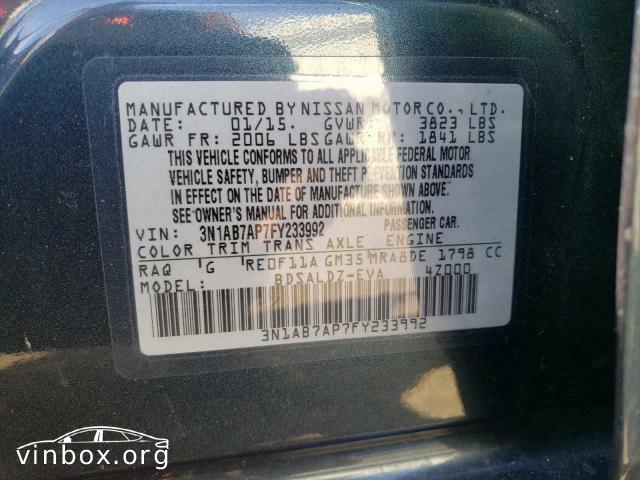 MANUFACTURED BY NISSAN MOTOR CO., LTD.
DATE: 01/15. GVWR 3823 LBS
GAWR FR: 2006 LBS GAWR RR: 1841 LBS
THIS VEHICLE CONFORMS TO ALL APPLICABLE FEDERAL MOTOR
VEHICLE SAFETY, BUMPER AND THEFT PREVENTION STANDARDS
IN EFFECT ON THE DATE OF MANUFACTURE SHOWN ABOVE.
SEE OWNER'S MANUAL FOR ADDITIONAL INFORMATION.
VIN: 3N1AB7AP7FY233992 PASSENGER CAR.
COLOR TRIM TRANS AXLE ENGINE
RAQ 'G 'RE0F11A GM35 MRA8DE 1798 CC
MODEL: BDSALDZ-EVA 4Z000
3N1AB7AP7FY233992
vinbox.org